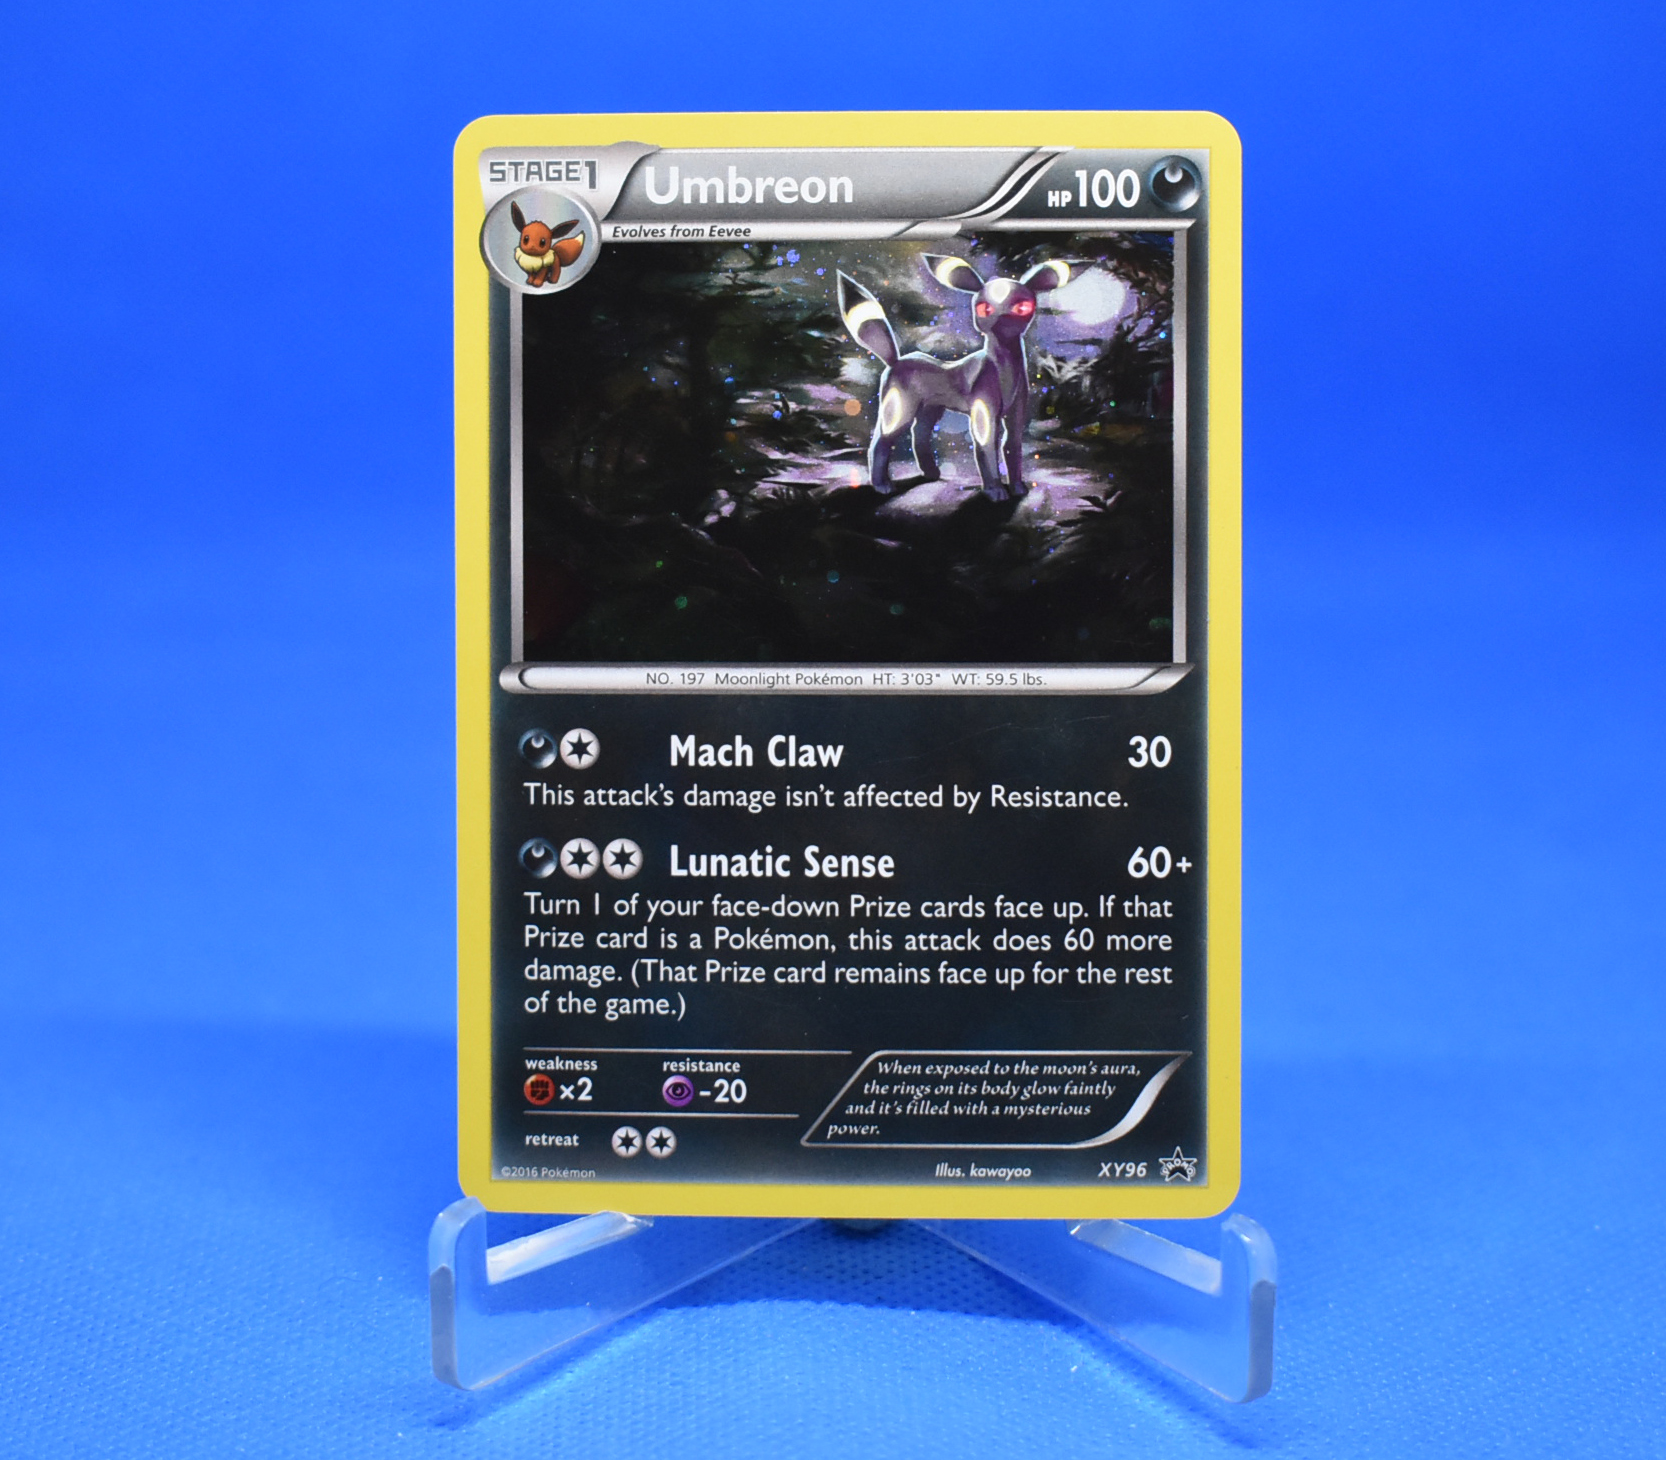 STAGE1
Umbreon
HP100
Evolves from Eevee
NO. 197 Moonlight Pokémon HT: 3'03" WT: 59.5 lbs.
Mach Claw 30
This attack's damage isn't affected by Resistance.
Lunatic Sense 60+
Turn 1 of your face-down Prize cards face up. If that
Prize card is a Pokémon, this attack does 60 more
damage. (That Prize card remains face up for the rest
of the game.)
weakness
×2
resistance
-20
retreat
When exposed to the moon's aura,
the rings on its body glow faintly
and it's filled with a mysterious
power.
©2016 Pokémon
Illus. kawayoo
XY96
PROMO